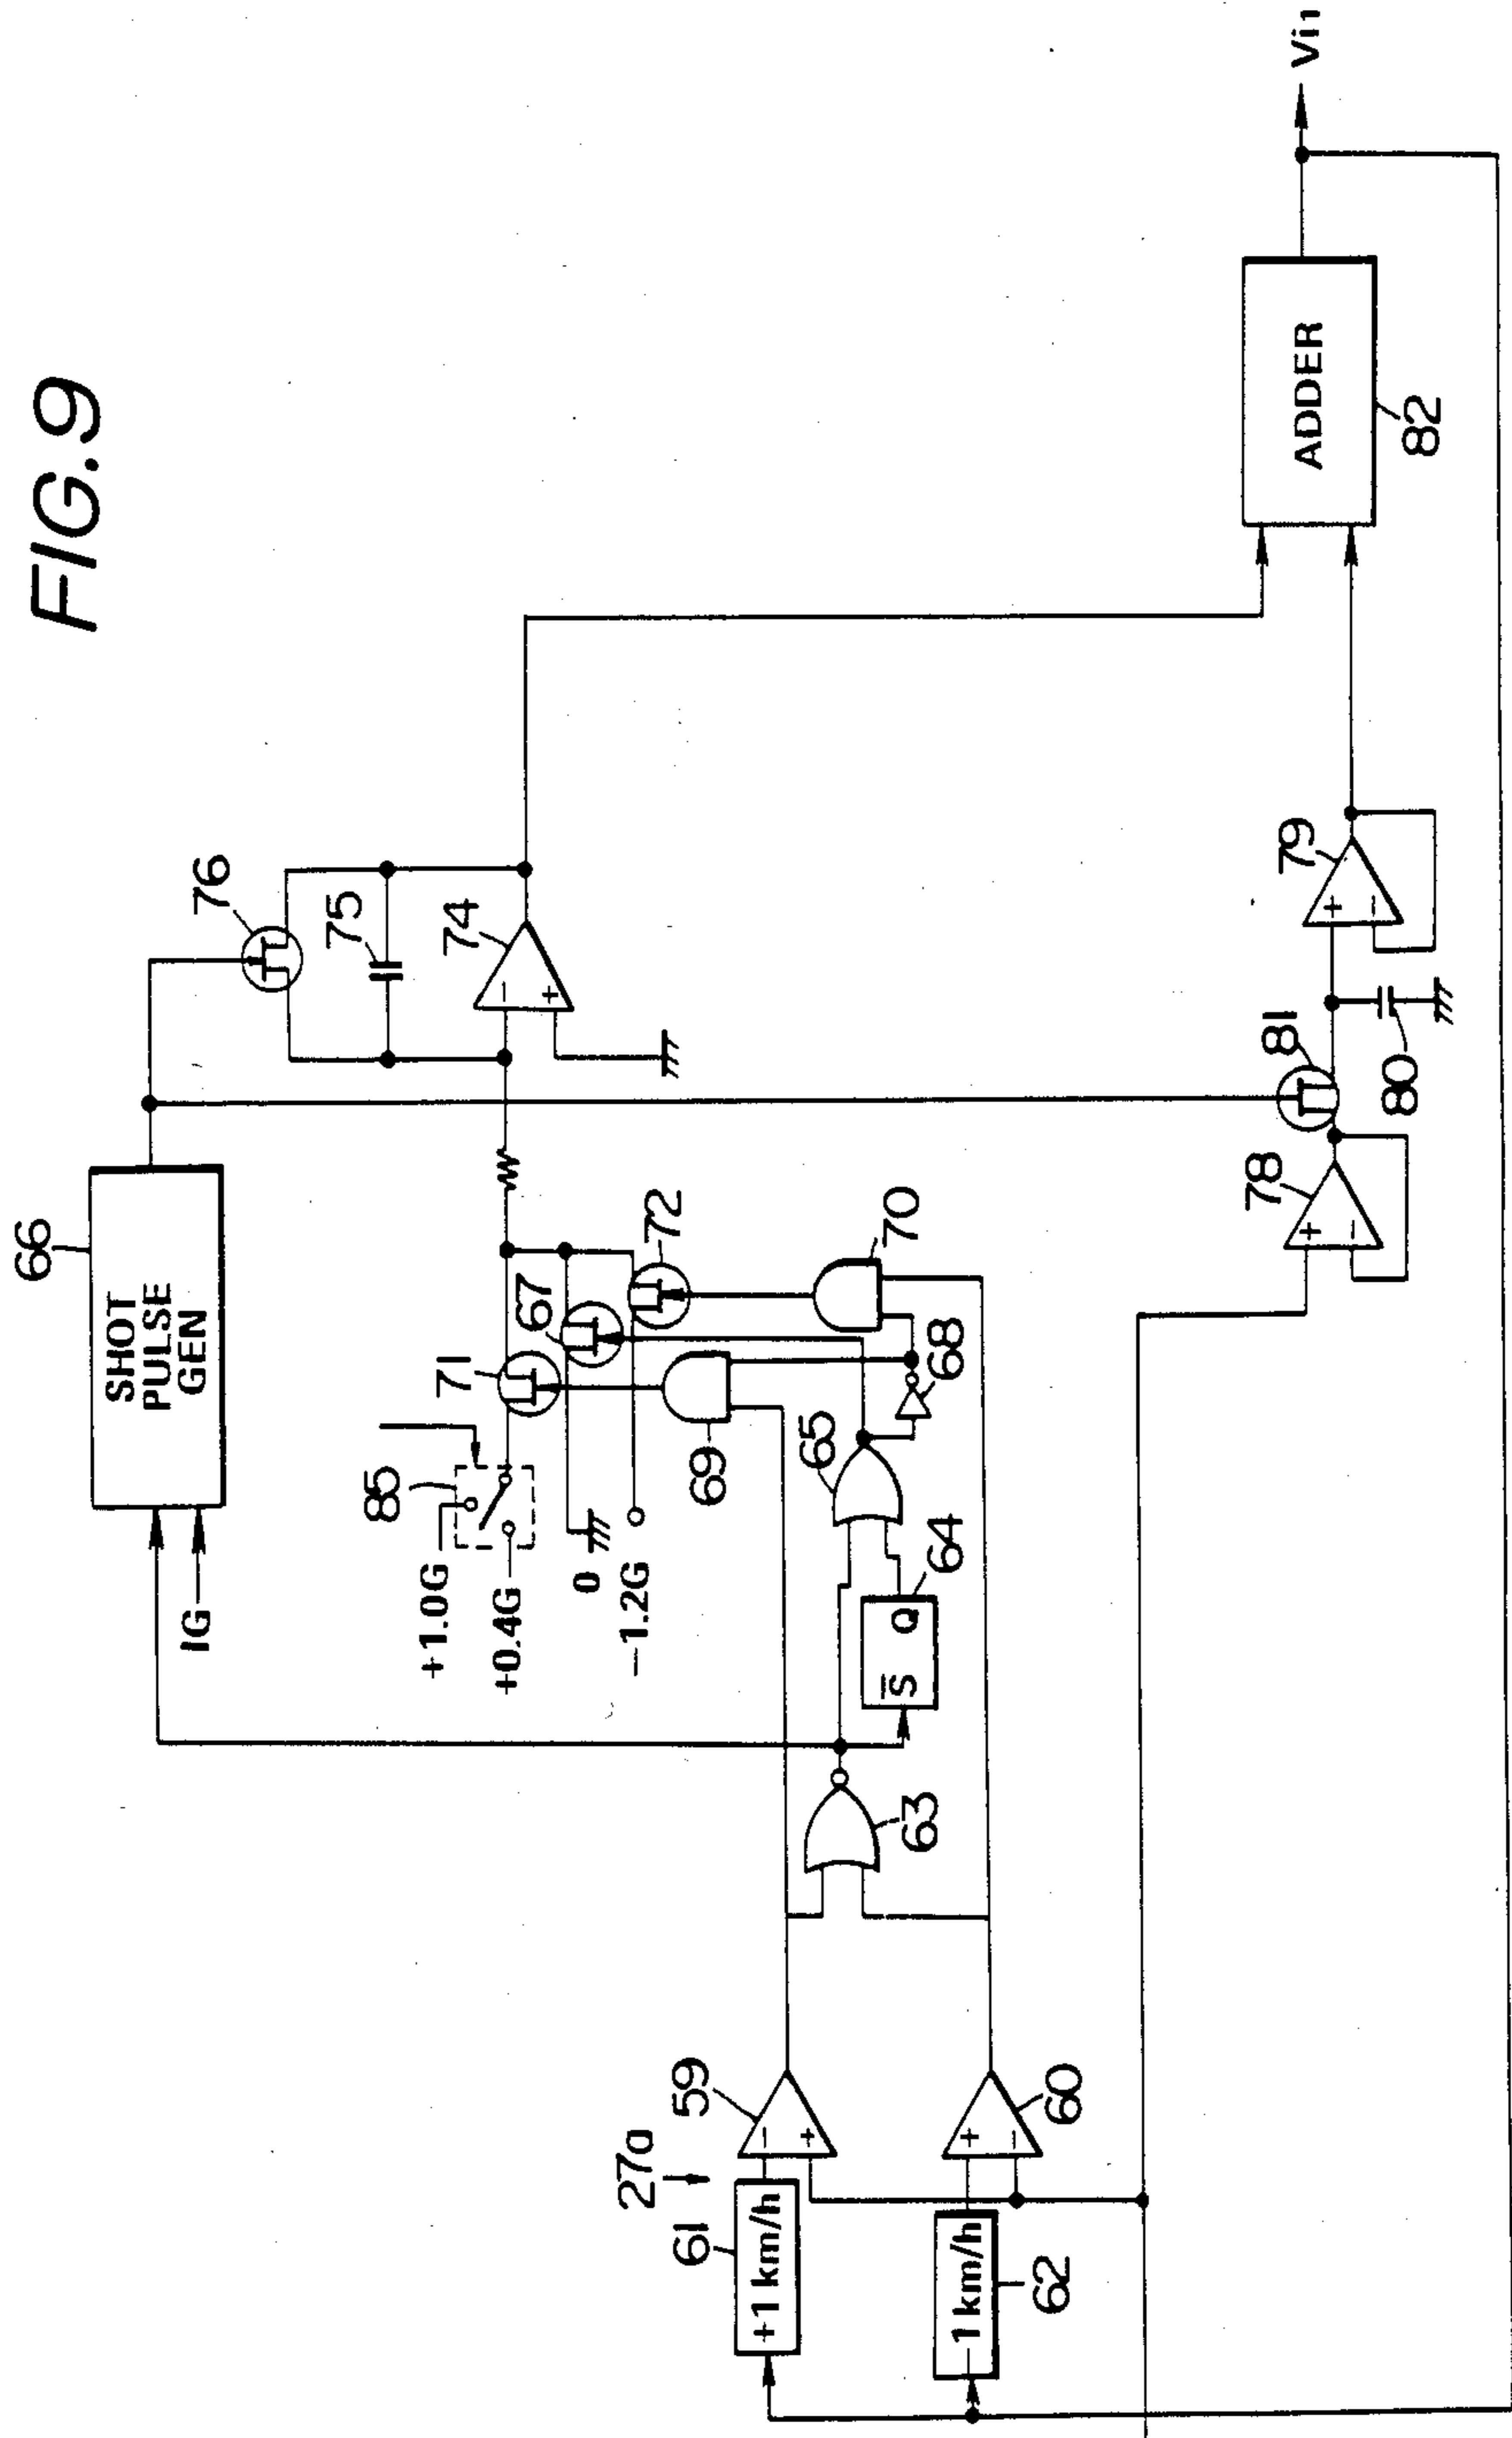 FIG.9
66
SHOT
PULSE
GEN
IG
76
75
74
85
+1.0G
+0.4G
0
−1.2G
71
67
72
70
69
68
65
64
S̅ Q
63
27a
59
61
+1 km/h
60
62
−1 km/h
− +
+ −
− +
78
+ −
81
80
79
+ −
ADDER
82
Vi1